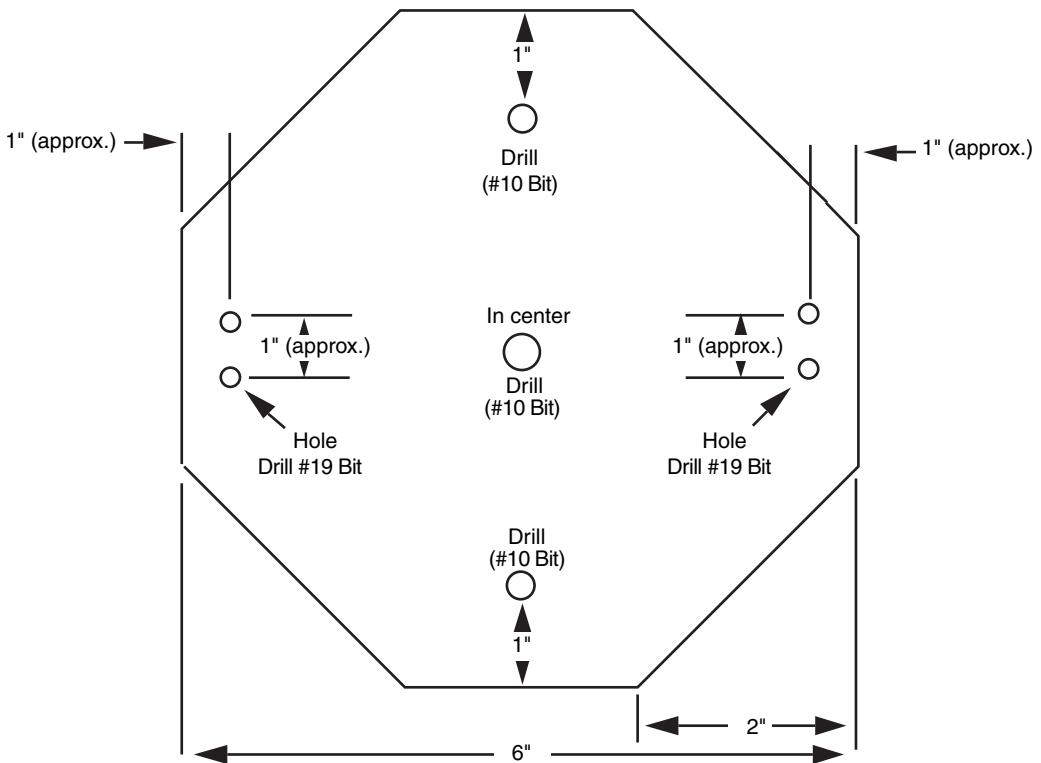 1"
1" (approx.)
1" (approx.)
Drill
(#10 Bit)
In center
1" (approx.)
1" (approx.)
Drill
(#10 Bit)
Hole
Drill #19 Bit
Hole
Drill #19 Bit
Drill
(#10 Bit)
1"
2"
6"